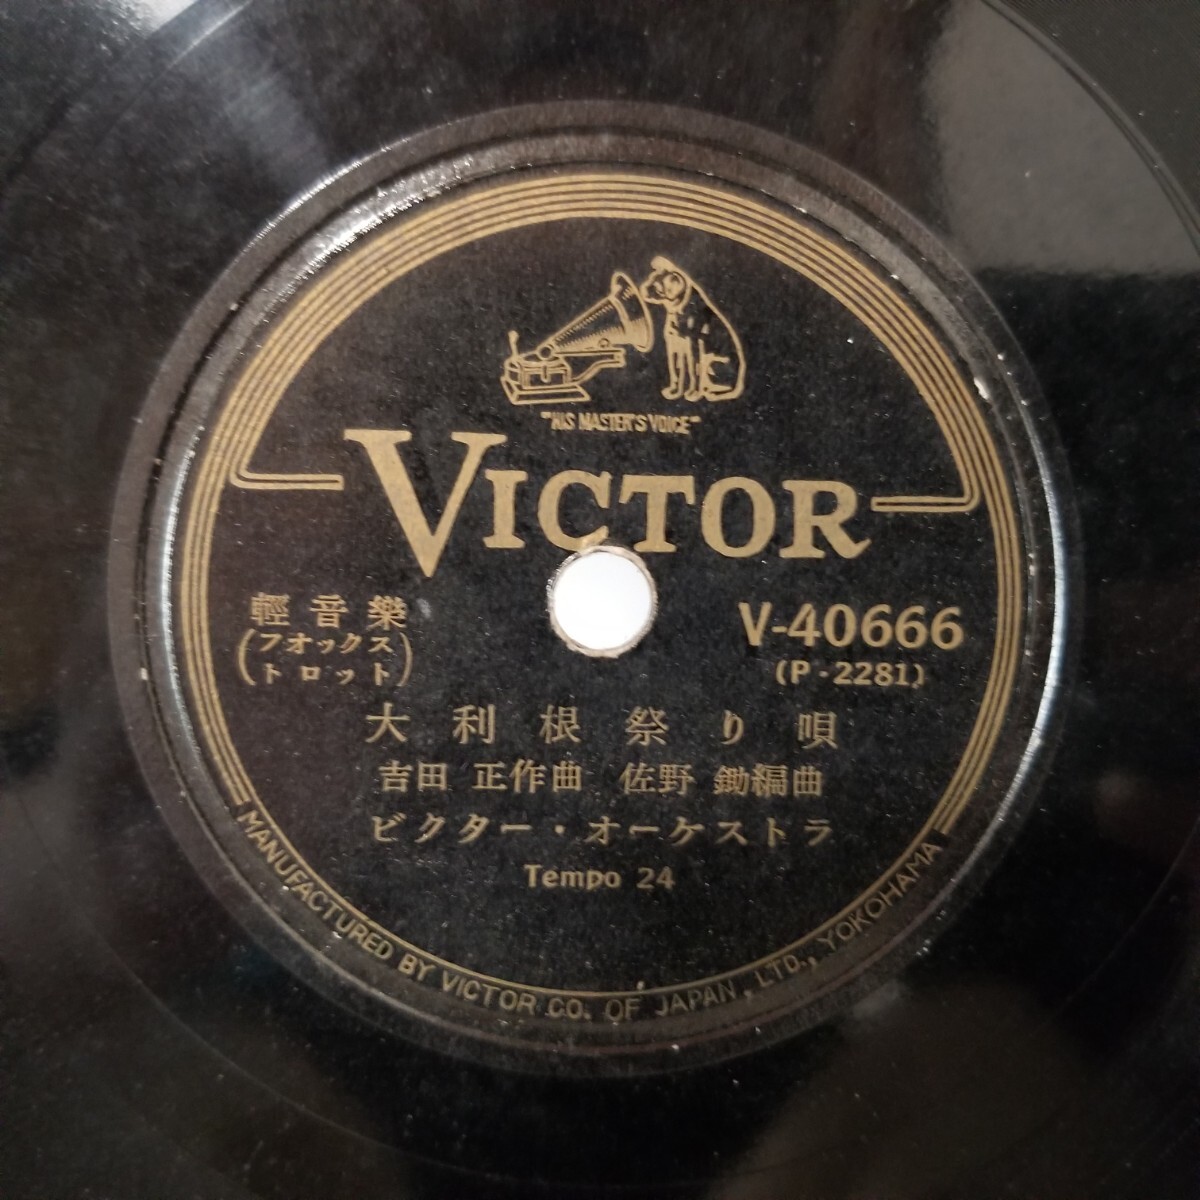 "HIS MASTER'S VOICE"
VICTOR
輕音樂
(フオックス
トロット)
V-40666
(P・2281)
大利根祭り唄
吉田 正作曲 佐野 鋤編曲
ビクター・オーケストラ
Tempo 24
MANUFACTURED BY VICTOR CO. OF JAPAN, LTD., YOKOHAMA